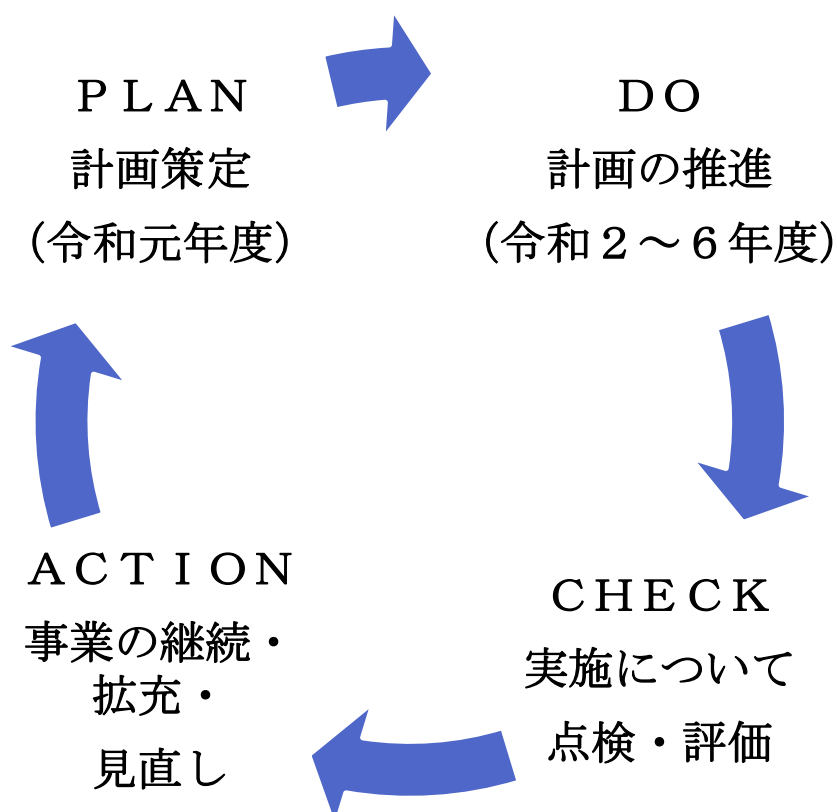 ＰＬＡＮ
計画策定
（令和元年度）
ＤＯ
計画の推進
（令和２～６年度）
ＣＨＥＣＫ
実施について
点検・評価
ＡＣＴＩＯＮ
事業の継続・
拡充・
見直し